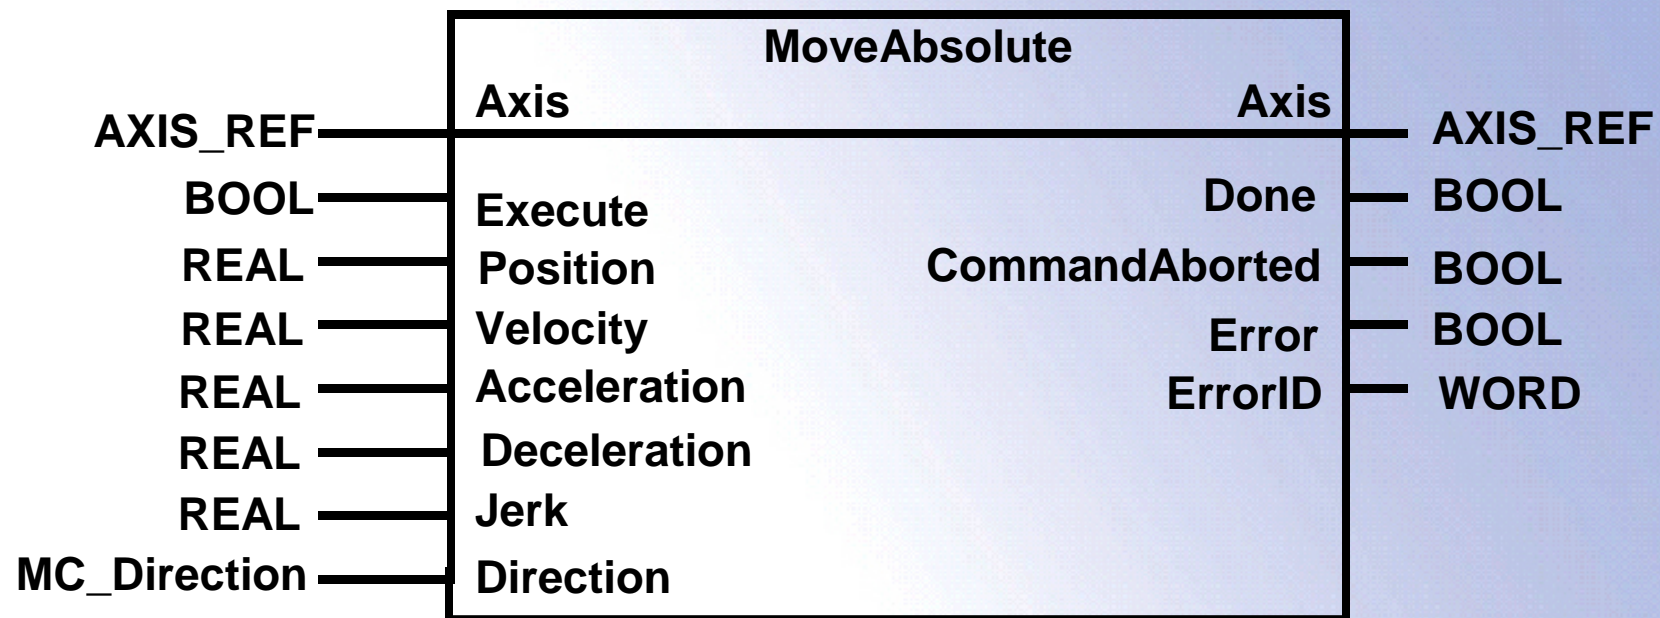 MoveAbsolute
Axis Axis
AXIS_REF AXIS_REF
BOOL Execute Done BOOL
REAL Position CommandAborted BOOL
REAL Velocity Error BOOL
REAL Acceleration ErrorID WORD
REAL Deceleration
REAL Jerk
MC_Direction Direction